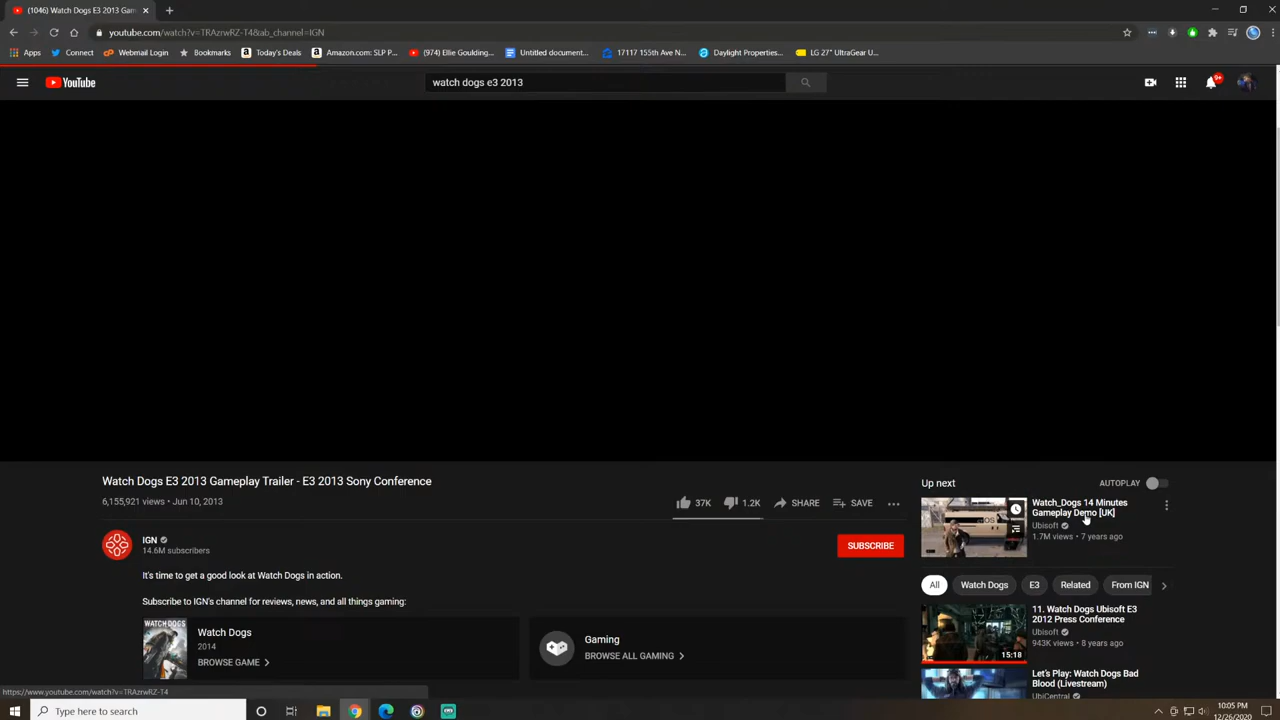 (1046) Watch Dogs E3 2013 Gam
youtube.com/watch?v=TRAzrwRZ-T4&ab_channel=IGN
Apps Connect Webmail Login Bookmarks Today's Deals Amazon.com: SLP P... (974) Ellie Goulding... Untitled document... 17117 155th Ave N... Daylight Properties... LG 27" UltraGear U...
YouTube
watch dogs e3 2013
9+
Watch Dogs E3 2013 Gameplay Trailer - E3 2013 Sony Conference
6,155,921 views • Jun 10, 2013
37K 1.2K SHARE SAVE
IGN
14.6M subscribers
SUBSCRIBE
It's time to get a good look at Watch Dogs in action.
Subscribe to IGN's channel for reviews, news, and all things gaming:
WATCH DOGS
Watch Dogs
2014
BROWSE GAME
Gaming
BROWSE ALL GAMING
Up next
AUTOPLAY
Watch_Dogs 14 Minutes
Gameplay Demo [UK]
Ubisoft
1.7M views • 7 years ago
All Watch Dogs E3 Related From IGN
15:18
11. Watch Dogs Ubisoft E3
2012 Press Conference
Ubisoft
943K views • 8 years ago
Let's Play: Watch Dogs Bad
Blood (Livestream)
UbiCentral
https://www.youtube.com/watch?v=TRAzrwRZ-T4
Type here to search
10:05 PM
12/26/2020